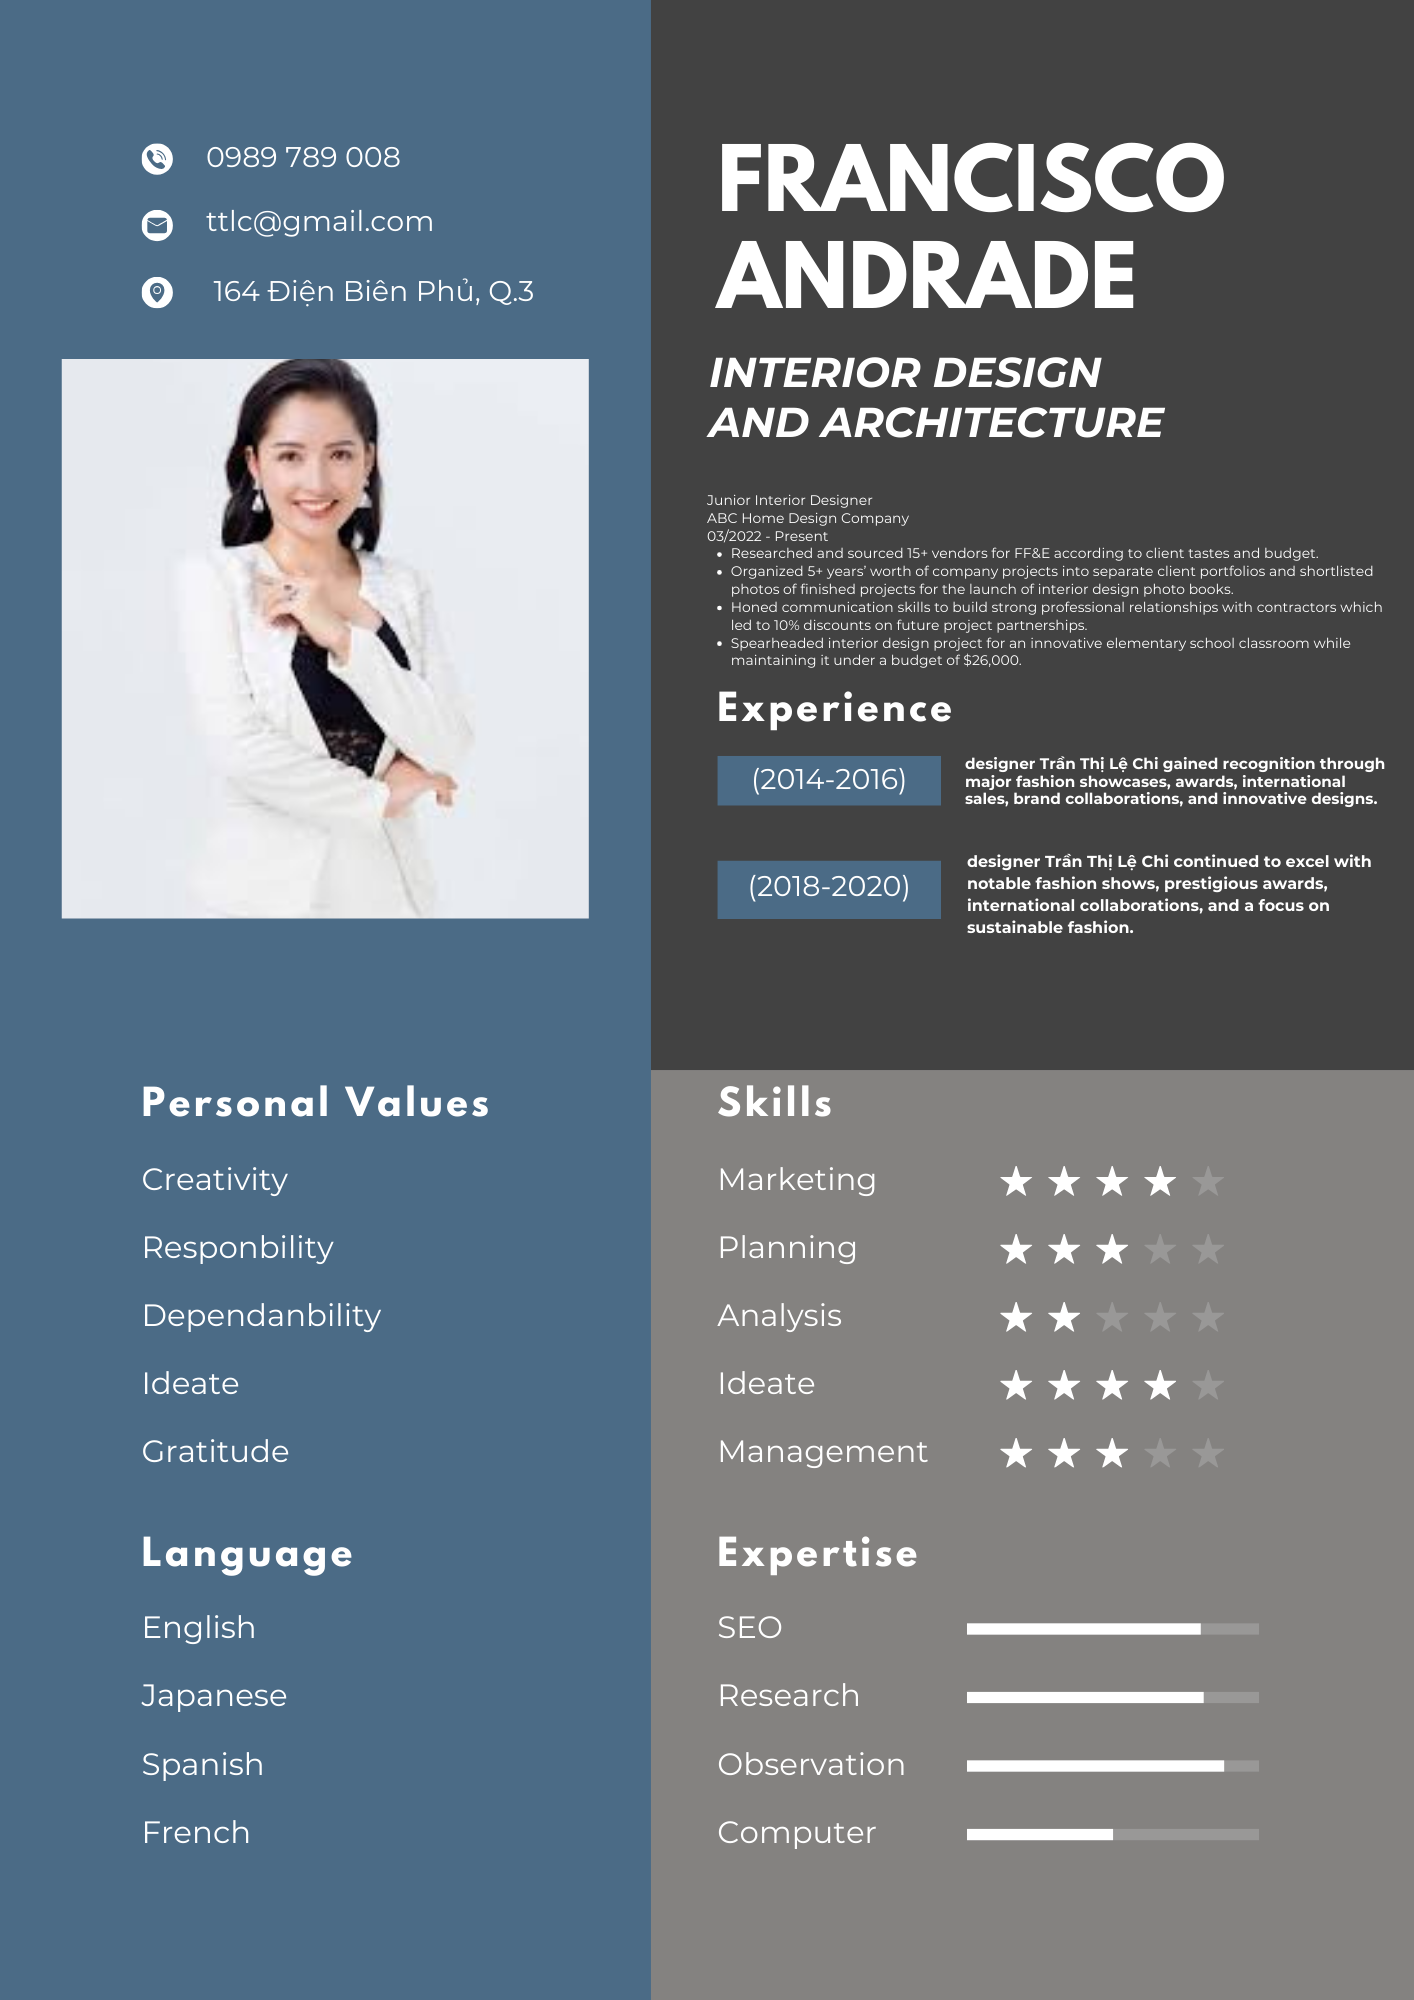 0989 789 008
ttlc@gmail.com
164 Điện Biên Phủ, Q.3
FRANCISCO
ANDRADE
INTERIOR DESIGN
AND ARCHITECTURE
Junior Interior Designer
ABC Home Design Company
03/2022 - Present
• Researched and sourced 15+ vendors for FF&E according to client tastes and budget.
• Organized 5+ years’ worth of company projects into separate client portfolios and shortlisted
photos of finished projects for the launch of interior design photo books.
• Honed communication skills to build strong professional relationships with contractors which
led to 10% discounts on future project partnerships.
• Spearheaded interior design project for an innovative elementary school classroom while
maintaining it under a budget of $26,000.
Experience
(2014-2016)
designer Trần Thị Lệ Chi gained recognition through
major fashion showcases, awards, international
sales, brand collaborations, and innovative designs.
(2018-2020)
designer Trần Thị Lệ Chi continued to excel with
notable fashion shows, prestigious awards,
international collaborations, and a focus on
sustainable fashion.
Personal Values
Creativity
Responbility
Dependanbility
Ideate
Gratitude
Skills
Marketing
Planning
Analysis
Ideate
Management
Language
English
Japanese
Spanish
French
Expertise
SEO
Research
Observation
Computer